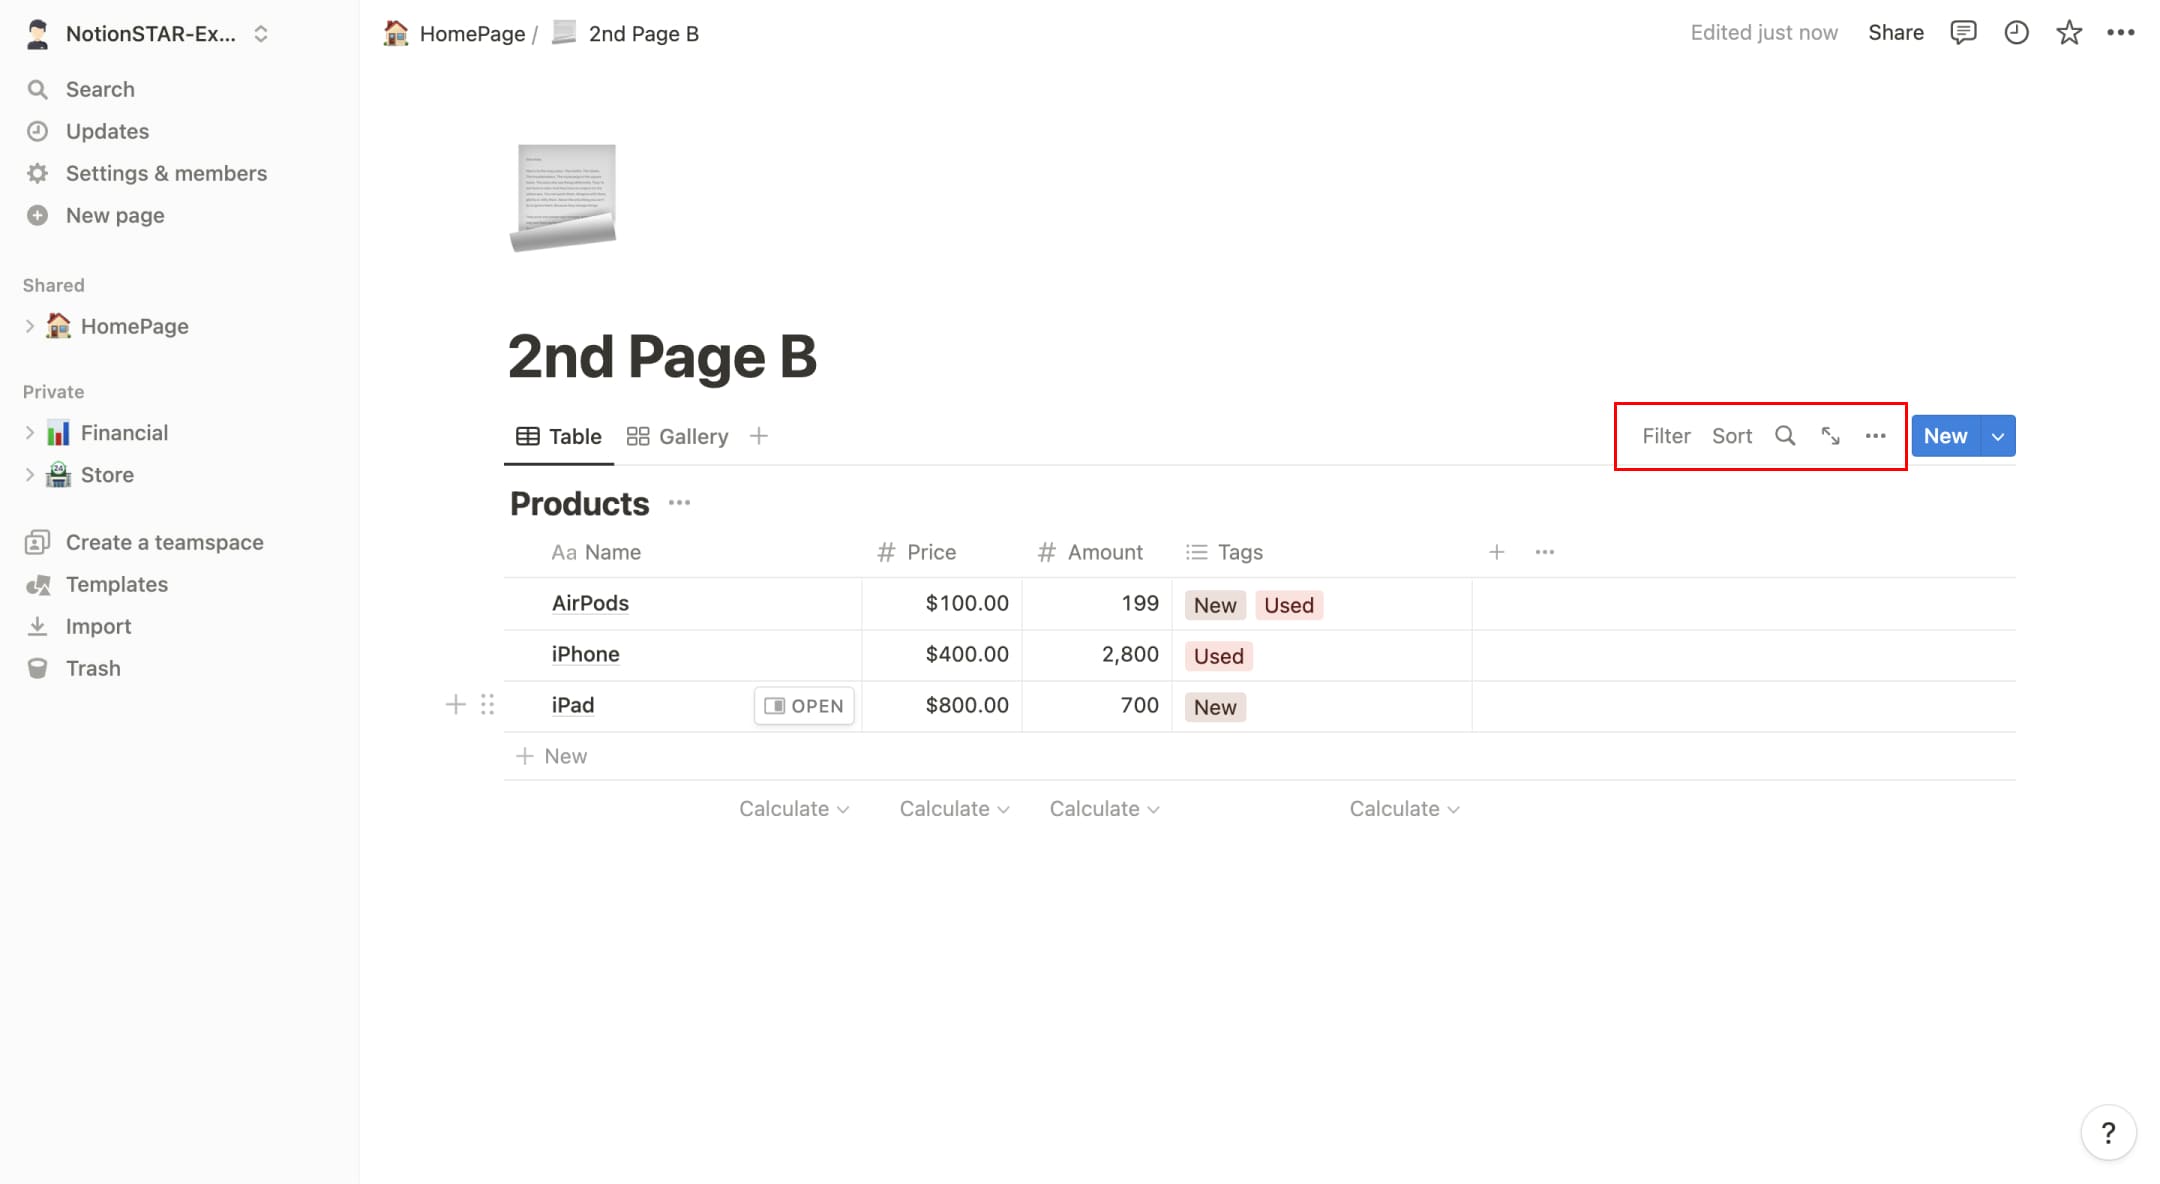 NotionSTAR-Ex...
Search
Updates
Settings & members
New page
Shared
HomePage
Private
Financial
Store
Create a teamspace
Templates
Import
Trash
HomePage / 2nd Page B
Edited just now Share
2nd Page B
Table Gallery
Filter Sort New
Products
Aa Name # Price # Amount Tags
AirPods $100.00 199 New Used
iPhone $400.00 2,800 Used
iPad OPEN $800.00 700 New
New
Calculate Calculate Calculate Calculate
?